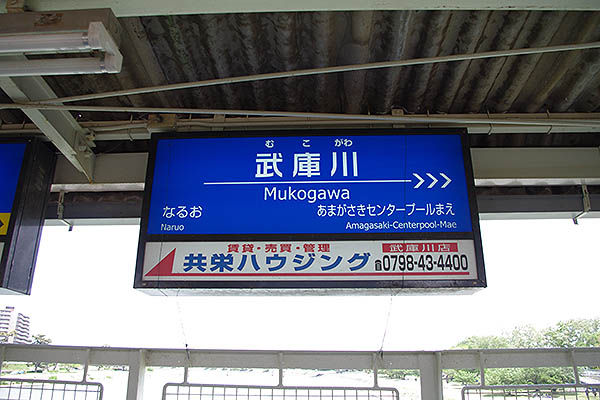 むこがわ
武庫川
Mukogawa
なるお
あまがさきセンタープールまえ
Naruo
Amagasaki-Centerpool-Mae
賃貸・売買・管理
武庫川店
共栄ハウジング
☎0798-43-4400